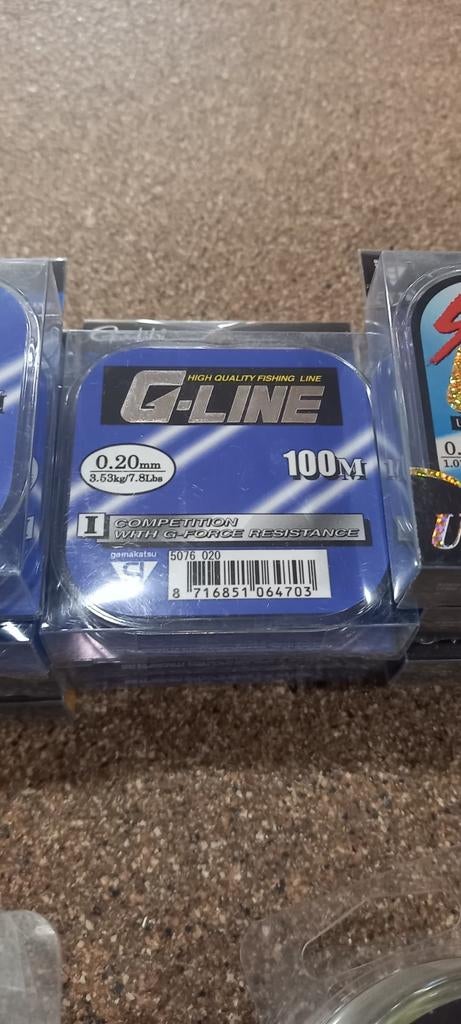 HIGH QUALITY FISHING LINE
G-LINE
0.20mm
3.53kg/7.8Lbs
100M
I COMPETITION
WITH G-FORCE RESISTANCE
gamakatsu
5076 020
8 716851 064703